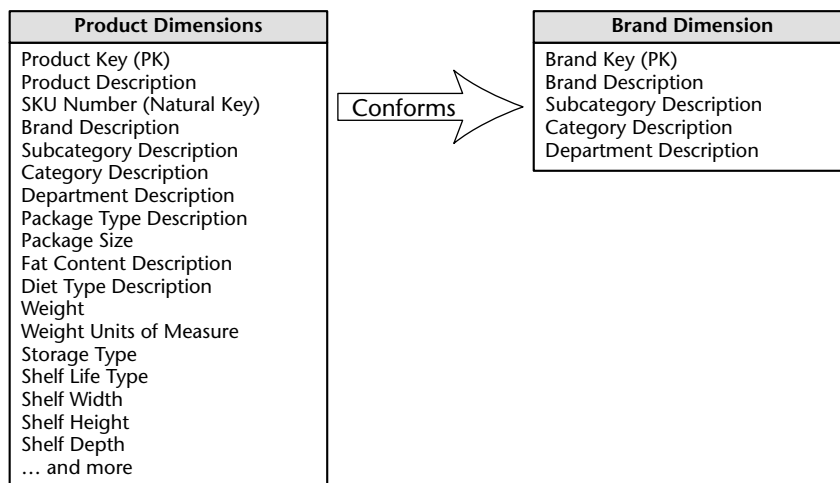 Product Dimensions
Product Key (PK)
Product Description
SKU Number (Natural Key)
Brand Description
Subcategory Description
Category Description
Department Description
Package Type Description
Package Size
Fat Content Description
Diet Type Description
Weight
Weight Units of Measure
Storage Type
Shelf Life Type
Shelf Width
Shelf Height
Shelf Depth
… and more
Conforms
Brand Dimension
Brand Key (PK)
Brand Description
Subcategory Description
Category Description
Department Description